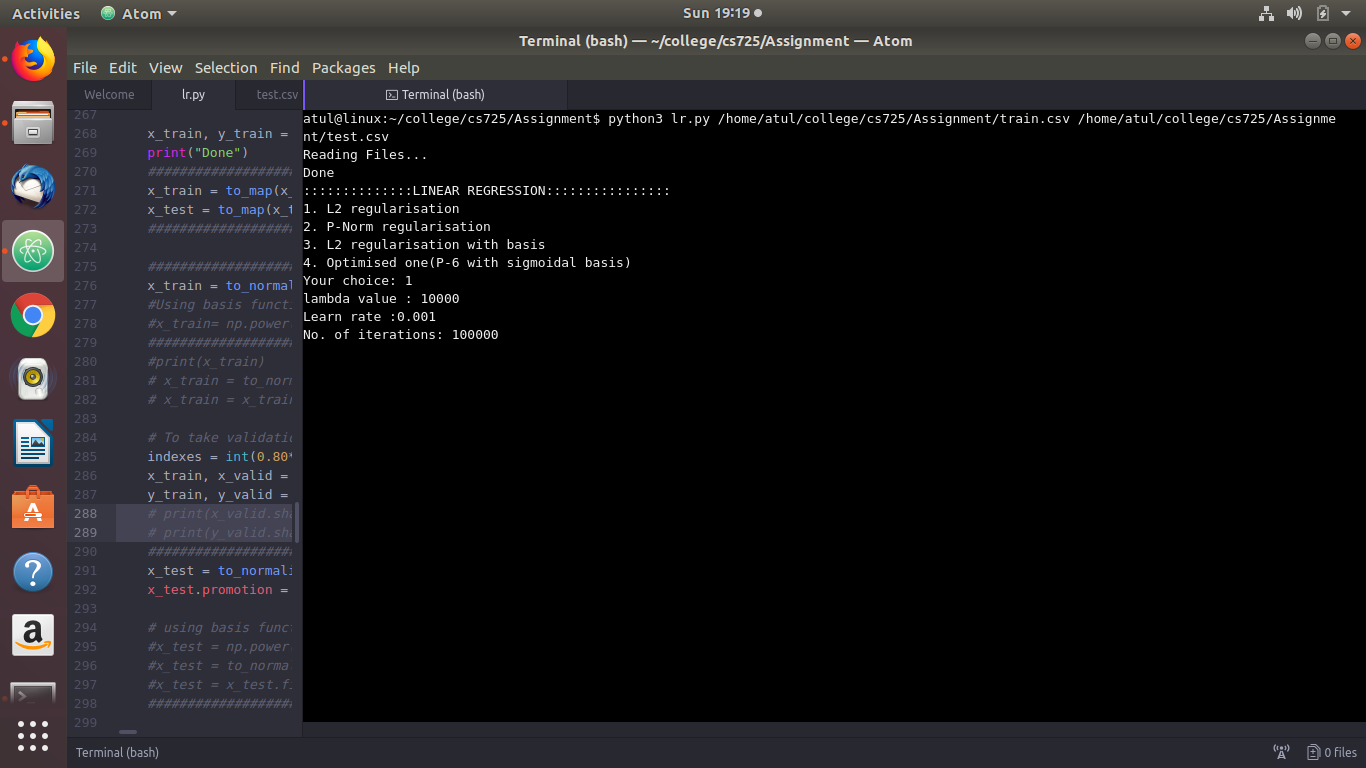 Activities Atom Sun 19:19
Terminal (bash) — ~/college/cs725/Assignment — Atom
File Edit View Selection Find Packages Help
Welcome lr.py test.csv Terminal (bash)
267
268 x_train, y_train =
269 print("Done")
270 ###################
271 x_train = to_map(x_
272 x_test = to_map(x_t
273 ###################
274
275 ###################
276 x_train = to_normal
277 #Using basis functi
278 #x_train= np.power
279 ###################
280 #print(x_train)
281 # x_train = to_norm
282 # x_train = x_train
283
284 # To take validatio
285 indexes = int(0.80*
286 x_train, x_valid =
287 y_train, y_valid =
288 # print(x_valid.sha
289 # print(y_valid.sha
290 ###################
291 x_test = to_normali
292 x_test.promotion =
293
294 # using basis funct
295 #x_test = np.power
296 #x_test = to_norma
297 #x_test = x_test.f
298 ###################
299
atul@linux:~/college/cs725/Assignment$ python3 lr.py /home/atul/college/cs725/Assignment/train.csv /home/atul/college/cs725/Assignme
nt/test.csv
Reading Files...
Done
::::::::::::::LINEAR REGRESSION::::::::::::::::
1. L2 regularisation
2. P-Norm regularisation
3. L2 regularisation with basis
4. Optimised one(P-6 with sigmoidal basis)
Your choice: 1
lambda value : 10000
Learn rate :0.001
No. of iterations: 100000
Terminal (bash) 0 files